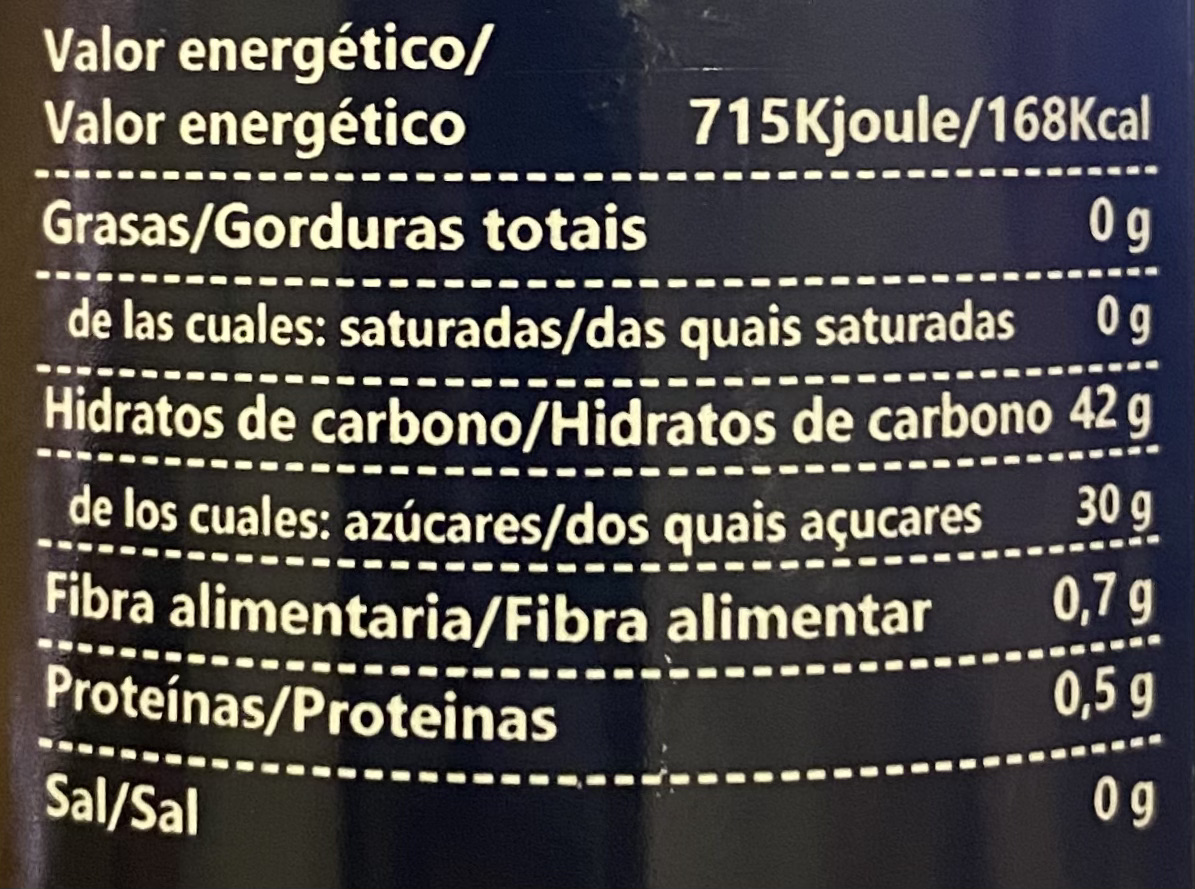 Valor energético/
Valor energético 715Kjoule/168Kcal
Grasas/Gorduras totais 0 g
de las cuales: saturadas/das quais saturadas 0 g
Hidratos de carbono/Hidratos de carbono 42 g
de los cuales: azúcares/dos quais açucares 30 g
Fibra alimentaria/Fibra alimentar 0,7 g
Proteínas/Proteinas 0,5 g
Sal/Sal 0 g